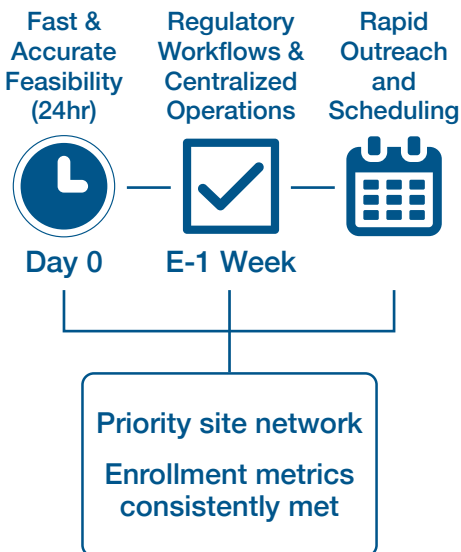 Fast &
Accurate
Feasibility
(24hr)
Regulatory
Workflows &
Centralized
Operations
Rapid
Outreach
and
Scheduling
Day 0
E-1 Week
Priority site network
Enrollment metrics
consistently met